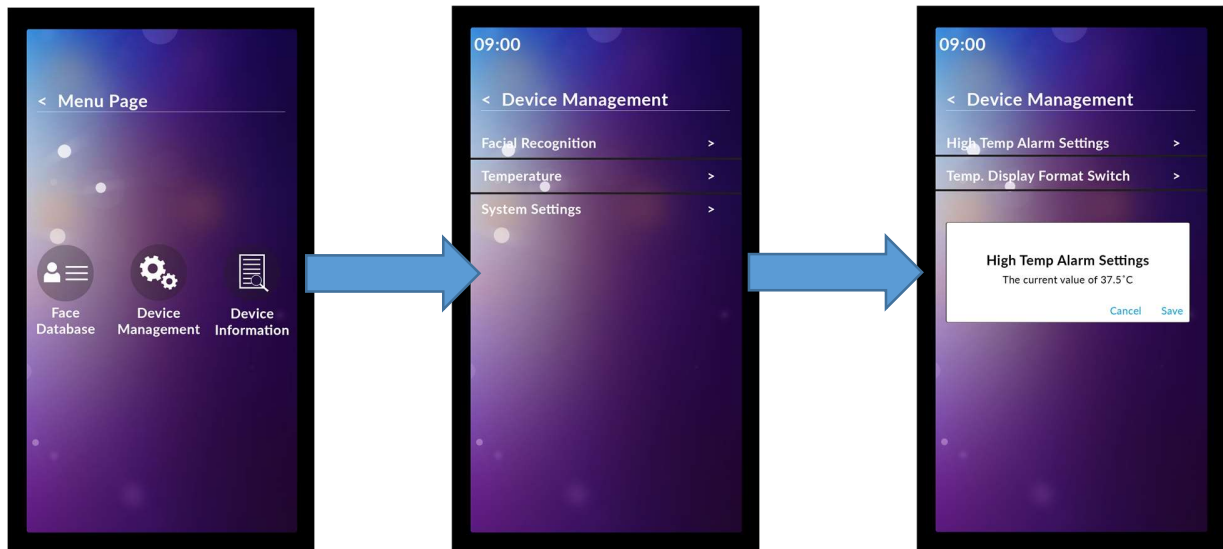 < Menu Page
Face Database
Device Management
Device Information
09:00
< Device Management
Facial Recognition >
Temperature >
System Settings >
09:00
< Device Management
High Temp Alarm Settings >
Temp. Display Format Switch >
High Temp Alarm Settings
The current value of 37.5˚C
Cancel Save